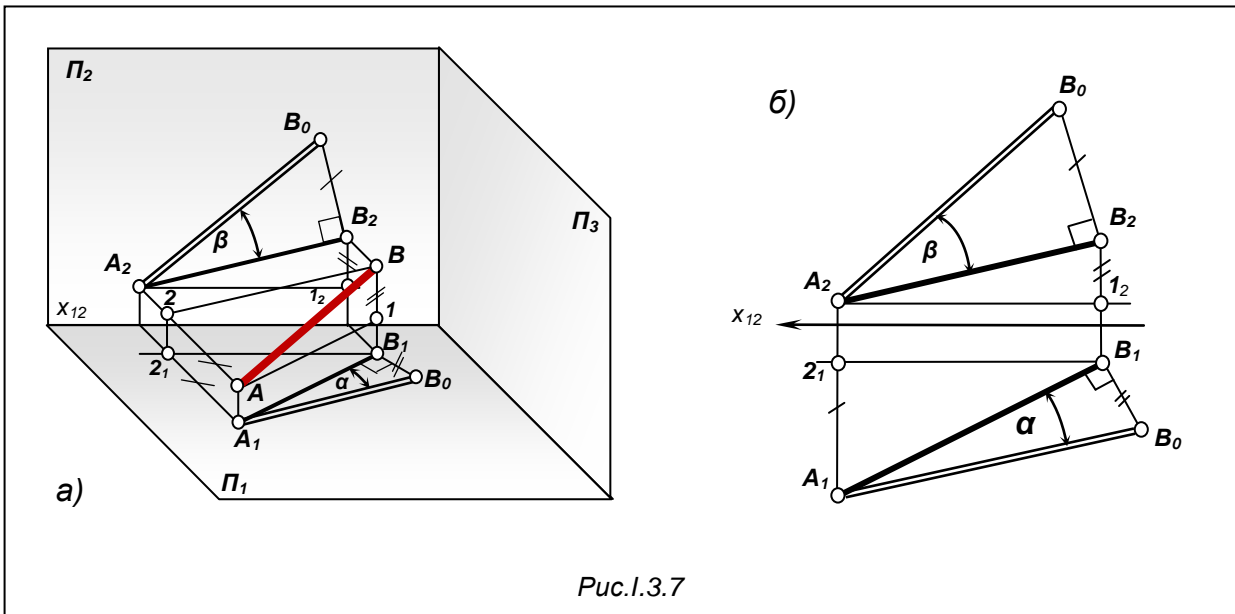 П₂
B₀
B₂
П₃
β
A₂
2
B
1₂
1
x₁₂
2₁
B₁
α
B₀
A
A₁
П₁
а)
б)
B₀
B₂
β
A₂
1₂
x₁₂
2₁
B₁
α
B₀
A₁
Рис.I.3.7